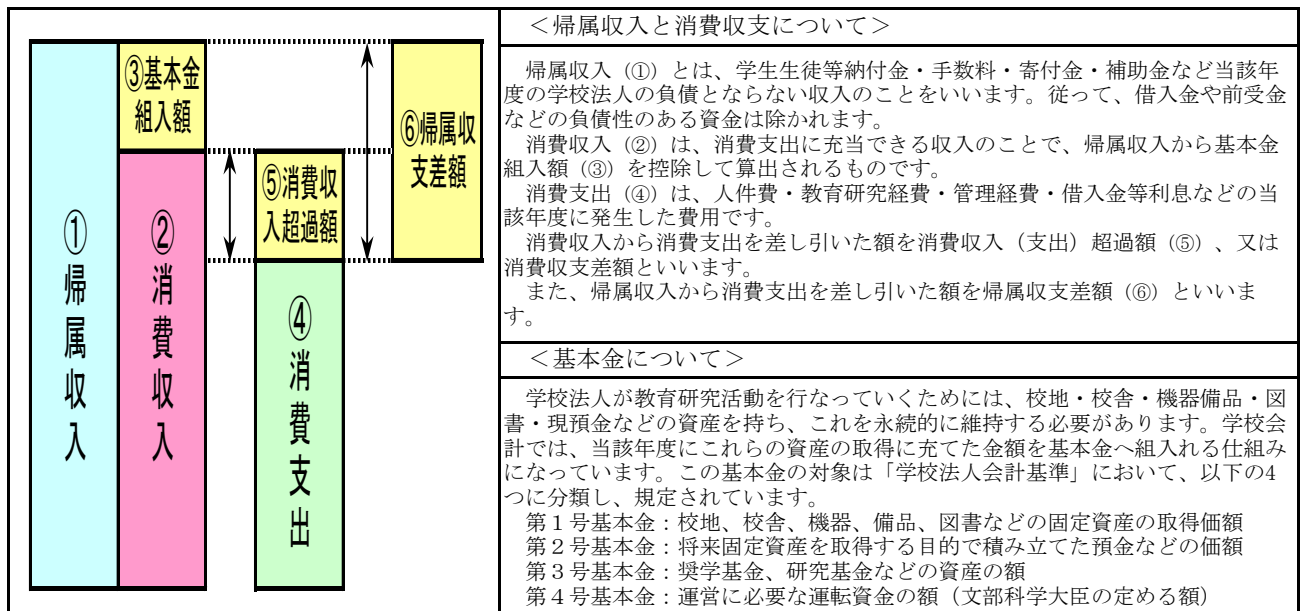 ①帰属収入
②消費収入
③基本金
組入額
④消費支出
⑤消費収
入超過額
⑥帰属収
支差額
＜帰属収入と消費収支について＞
帰属収入（①）とは、学生生徒等納付金・手数料・寄付金・補助金など当該年
度の学校法人の負債とならない収入のことをいいます。従って、借入金や前受金
などの負債性のある資金は除かれます。
消費収入（②）は、消費支出に充当できる収入のことで、帰属収入から基本金
組入額（③）を控除して算出されるものです。
消費支出（④）は、人件費・教育研究経費・管理経費・借入金等利息などの当
該年度に発生した費用です。
消費収入から消費支出を差し引いた額を消費収入（支出）超過額（⑤）、又は
消費収支差額といいます。
また、帰属収入から消費支出を差し引いた額を帰属収支差額（⑥）といいま
す。
＜基本金について＞
学校法人が教育研究活動を行なっていくためには、校地・校舎・機器備品・図
書・現預金などの資産を持ち、これを永続的に維持する必要があります。学校会
計では、当該年度にこれらの資産の取得に充てた金額を基本金へ組入れる仕組み
になっています。この基本金の対象は「学校法人会計基準」において、以下の4
つに分類し、規定されています。
第１号基本金：校地、校舎、機器、備品、図書などの固定資産の取得価額
第２号基本金：将来固定資産を取得する目的で積み立てた預金などの価額
第３号基本金：奨学基金、研究基金などの資産の額
第４号基本金：運営に必要な運転資金の額（文部科学大臣の定める額）